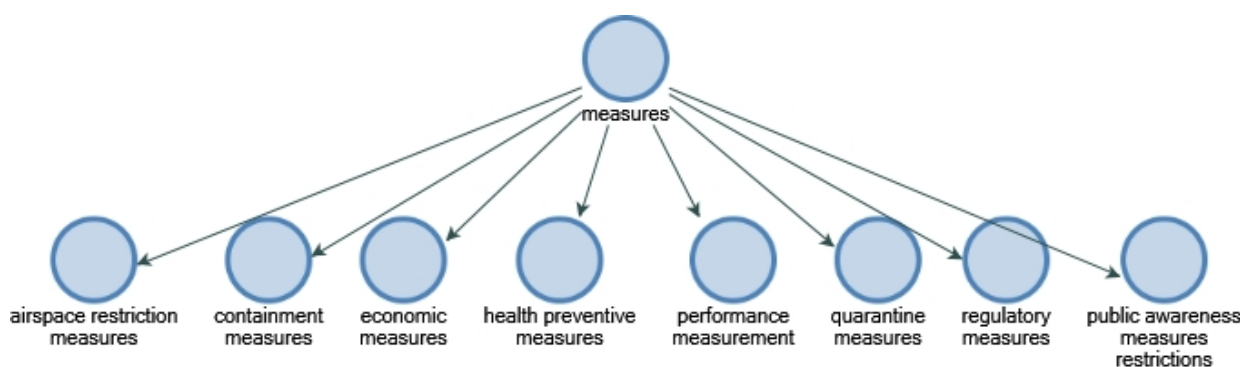 measures
airspace restriction
measures
containment
measures
economic
measures
health preventive
measures
performance
measurement
quarantine
measures
regulatory
measures
public awareness
measures
restrictions